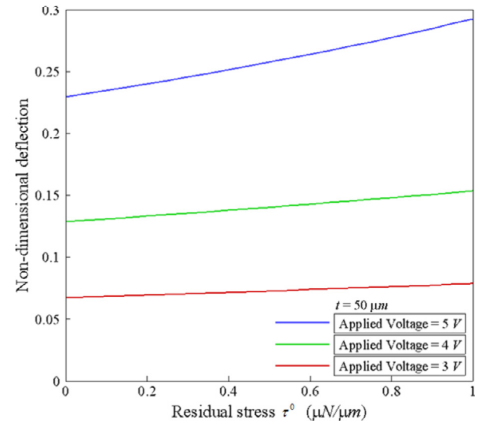 0.3
0.25
0.2
0.15
0.1
0.05
0
Non-dimensional deflection
t = 50 μm
Applied Voltage = 5 V
Applied Voltage = 4 V
Applied Voltage = 3 V
0 0.2 0.4 0.6 0.8 1
Residual stress τ⁰ (μN/μm)